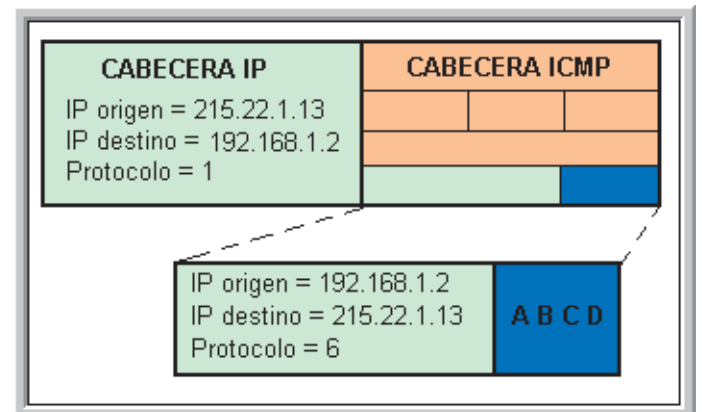 CABECERA IP
CABECERA ICMP
IP origen = 215.22.1.13
IP destino = 192.168.1.2
Protocolo = 1
IP origen = 192.168.1.2
IP destino = 215.22.1.13
Protocolo = 6
A B C D